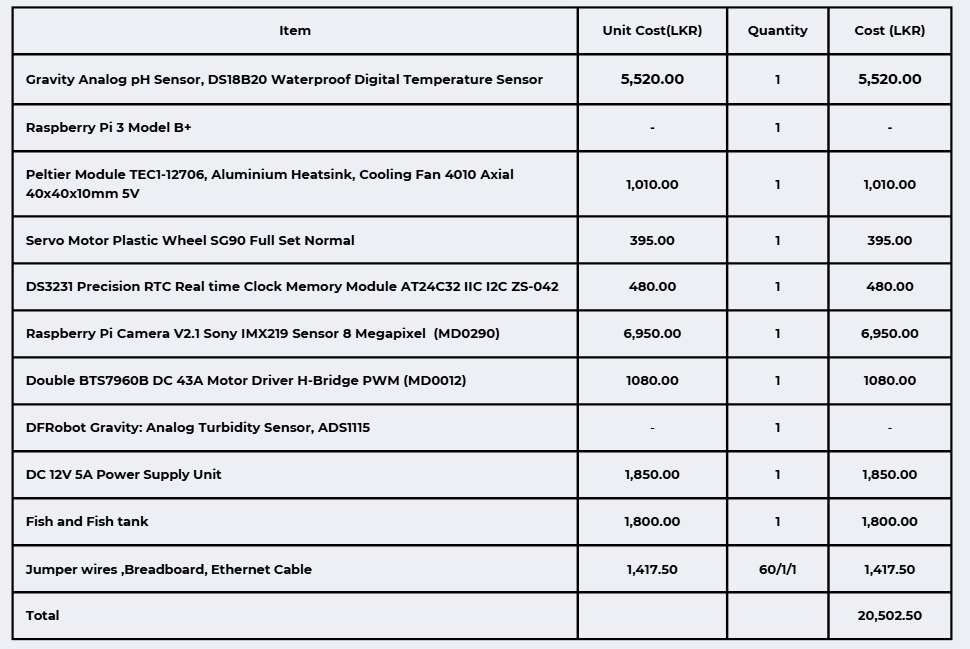 Item Unit Cost(LKR) Quantity Cost (LKR)
Gravity Analog pH Sensor, DS18B20 Waterproof Digital Temperature Sensor 5,520.00 1 5,520.00
Raspberry Pi 3 Model B+ - 1 -
Peltier Module TEC1-12706, Aluminium Heatsink, Cooling Fan 4010 Axial
40x40x10mm 5V 1,010.00 1 1,010.00
Servo Motor Plastic Wheel SG90 Full Set Normal 395.00 1 395.00
DS3231 Precision RTC Real time Clock Memory Module AT24C32 IIC I2C ZS-042 480.00 1 480.00
Raspberry Pi Camera V2.1 Sony IMX219 Sensor 8 Megapixel (MD0290) 6,950.00 1 6,950.00
Double BTS7960B DC 43A Motor Driver H-Bridge PWM (MD0012) 1080.00 1 1080.00
DFRobot Gravity: Analog Turbidity Sensor, ADS1115 - 1 -
DC 12V 5A Power Supply Unit 1,850.00 1 1,850.00
Fish and Fish tank 1,800.00 1 1,800.00
Jumper wires ,Breadboard, Ethernet Cable 1,417.50 60/1/1 1,417.50
Total 20,502.50